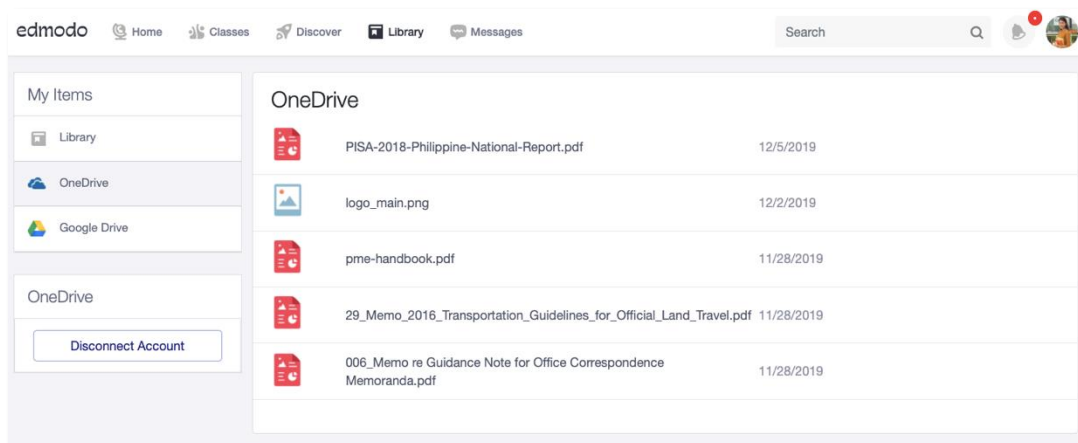 edmodo Home Classes Discover Library Messages Search
My Items
Library
OneDrive
Google Drive
OneDrive
Disconnect Account
OneDrive
PISA-2018-Philippine-National-Report.pdf 12/5/2019
logo_main.png 12/2/2019
pme-handbook.pdf 11/28/2019
29_Memo_2016_Transportation_Guidelines_for_Official_Land_Travel.pdf 11/28/2019
006_Memo re Guidance Note for Office Correspondence
Memoranda.pdf
11/28/2019